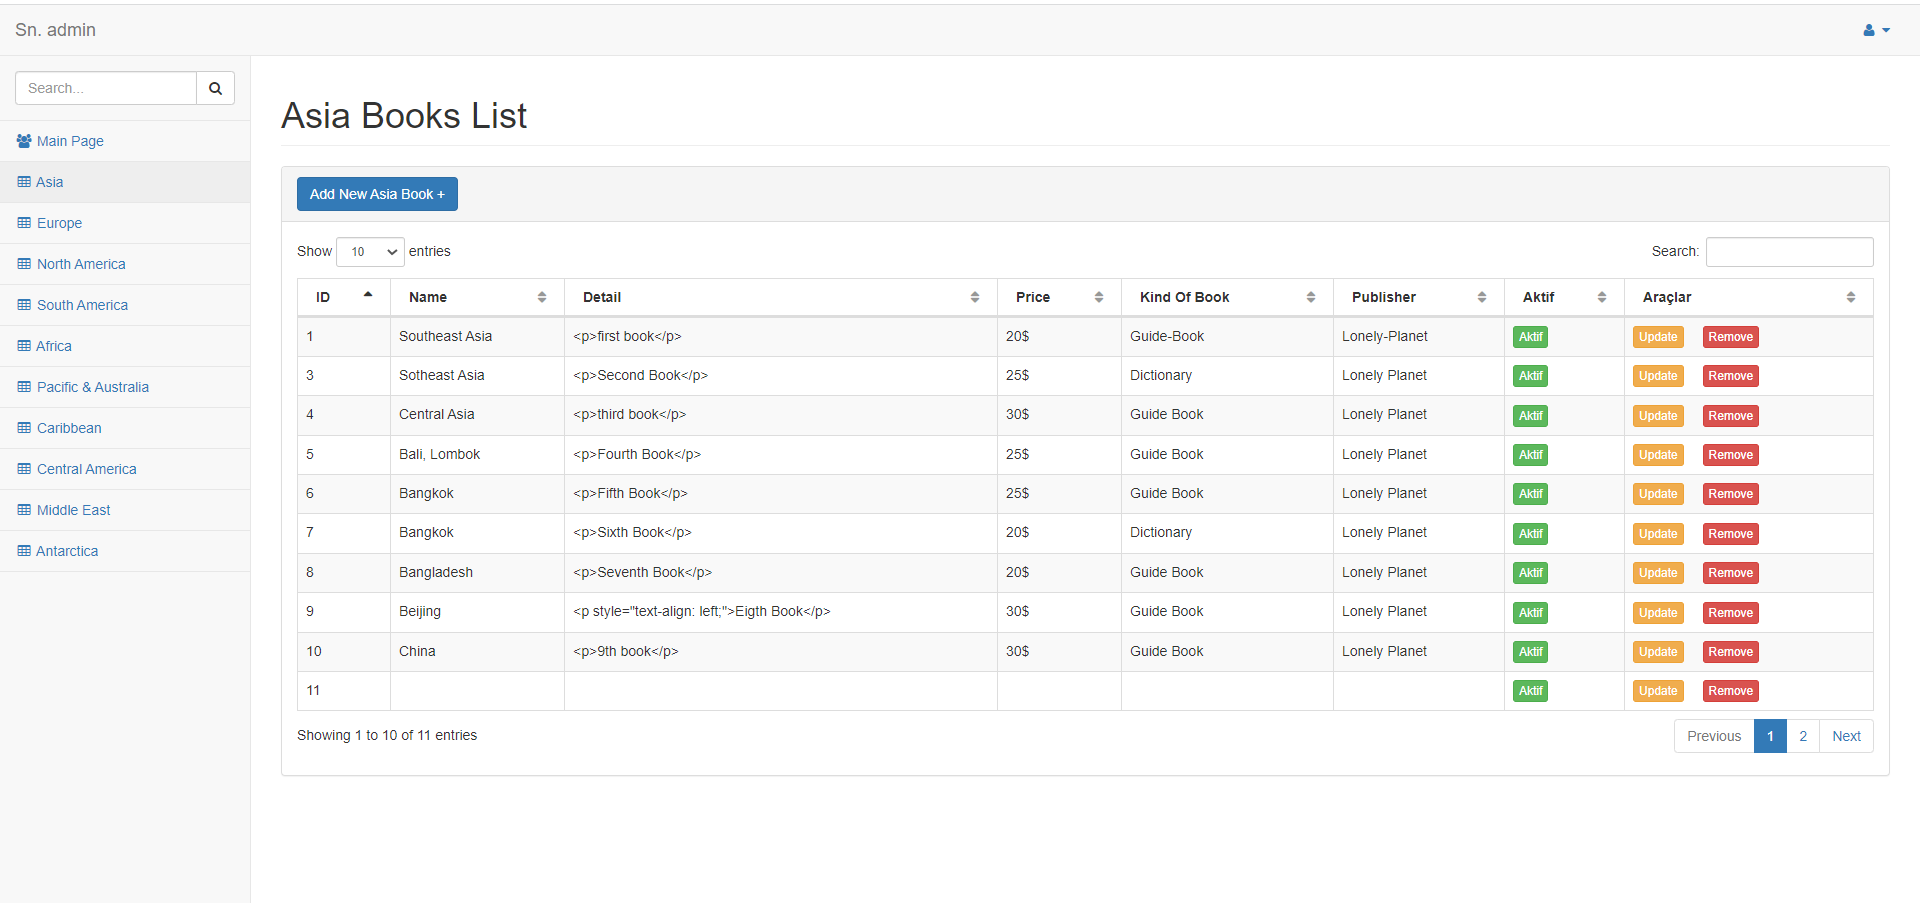 Sn. admin
Search...
Main Page
Asia
Europe
North America
South America
Africa
Pacific & Australia
Caribbean
Central America
Middle East
Antarctica
Asia Books List
Add New Asia Book +
Show 10 entries Search:
ID Name Detail Price Kind Of Book Publisher Aktif Araçlar
1 Southeast Asia <p>first book</p> 20$ Guide-Book Lonely-Planet Aktif Update Remove
3 Sotheast Asia <p>Second Book</p> 25$ Dictionary Lonely Planet Aktif Update Remove
4 Central Asia <p>third book</p> 30$ Guide Book Lonely Planet Aktif Update Remove
5 Bali, Lombok <p>Fourth Book</p> 25$ Guide Book Lonely Planet Aktif Update Remove
6 Bangkok <p>Fifth Book</p> 25$ Guide Book Lonely Planet Aktif Update Remove
7 Bangkok <p>Sixth Book</p> 20$ Dictionary Lonely Planet Aktif Update Remove
8 Bangladesh <p>Seventh Book</p> 20$ Guide Book Lonely Planet Aktif Update Remove
9 Beijing <p style="text-align: left;">Eigth Book</p> 30$ Guide Book Lonely Planet Aktif Update Remove
10 China <p>9th book</p> 30$ Guide Book Lonely Planet Aktif Update Remove
11 Aktif Update Remove
Showing 1 to 10 of 11 entries Previous 1 2 Next